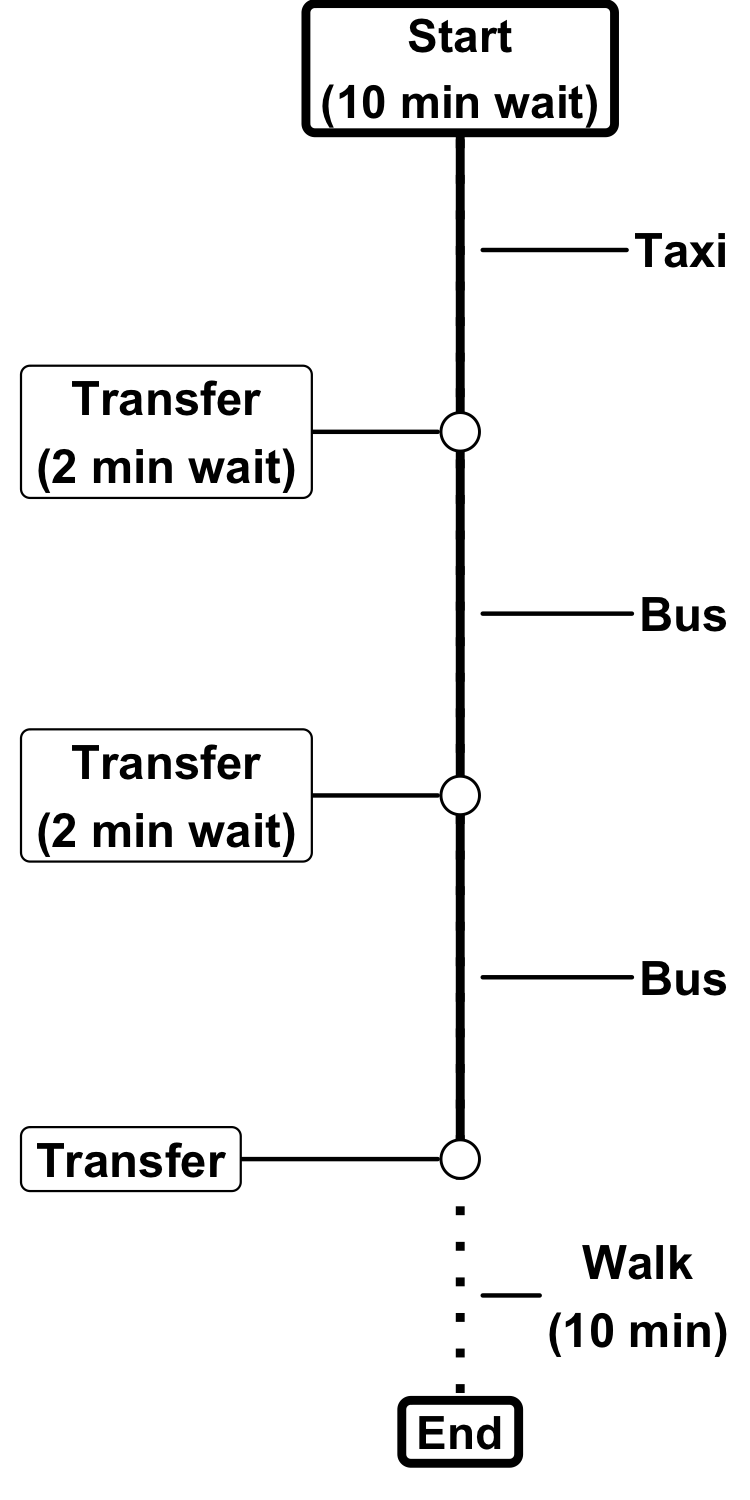 Start
(10 min wait)
Taxi
Transfer
(2 min wait)
Bus
Transfer
(2 min wait)
Bus
Transfer
Walk
(10 min)
End